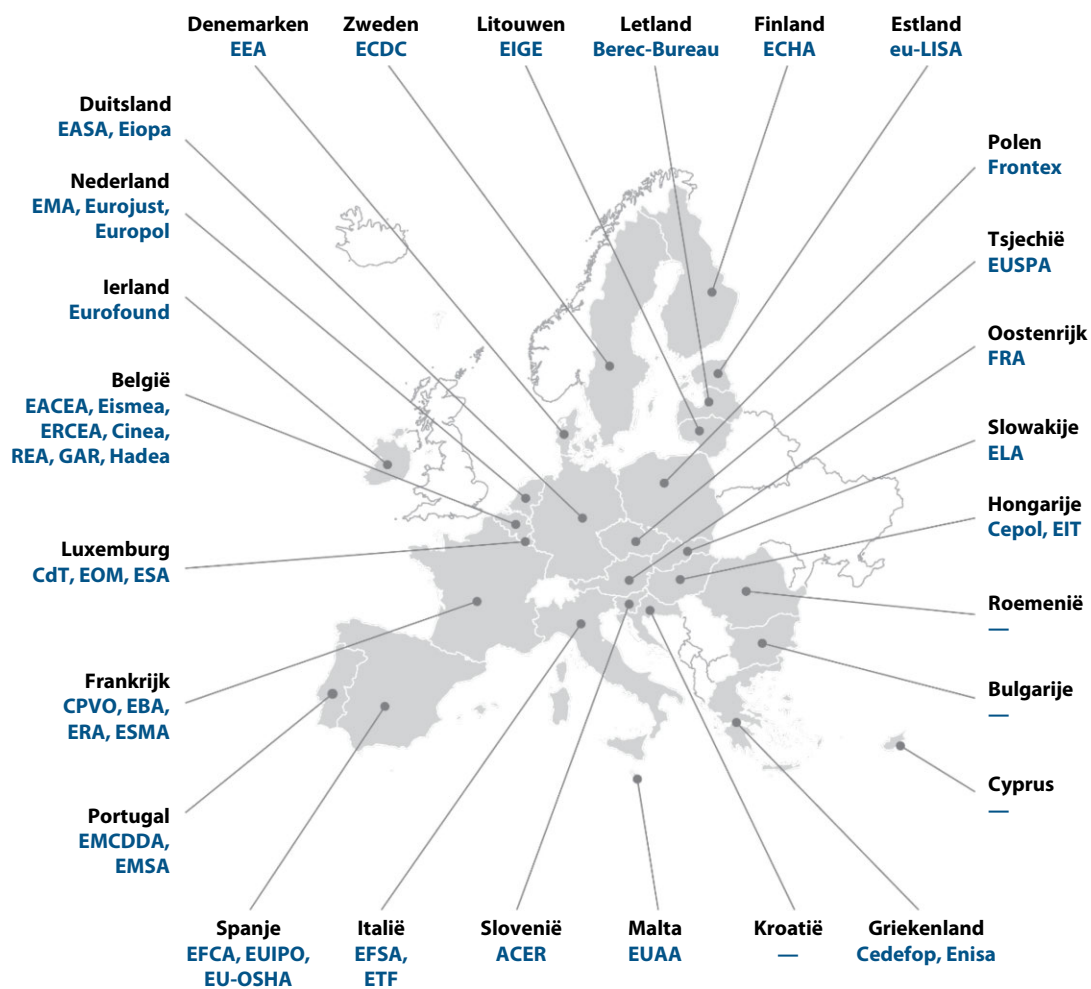 Denemarken
EEA
Zweden
ECDC
Litouwen
EIGE
Letland
Berec-Bureau
Finland
ECHA
Estland
eu-LISA
Duitsland
EASA, Eiopa
Nederland
EMA, Eurojust,
Europol
Ierland
Eurofound
België
EACEA, Eismea,
ERCEA, Cinea,
REA, GAR, Hadea
Luxemburg
CdT, EOM, ESA
Frankrijk
CPVO, EBA,
ERA, ESMA
Portugal
EMCDDA,
EMSA
Polen
Frontex
Tsjechië
EUSPA
Oostenrijk
FRA
Slowakije
ELA
Hongarije
Cepol, EIT
Roemenië
—
Bulgarije
—
Cyprus
—
Spanje
EFCA, EUIPO,
EU-OSHA
Italië
EFSA,
ETF
Slovenië
ACER
Malta
EUAA
Kroatië
—
Griekenland
Cedefop, Enisa